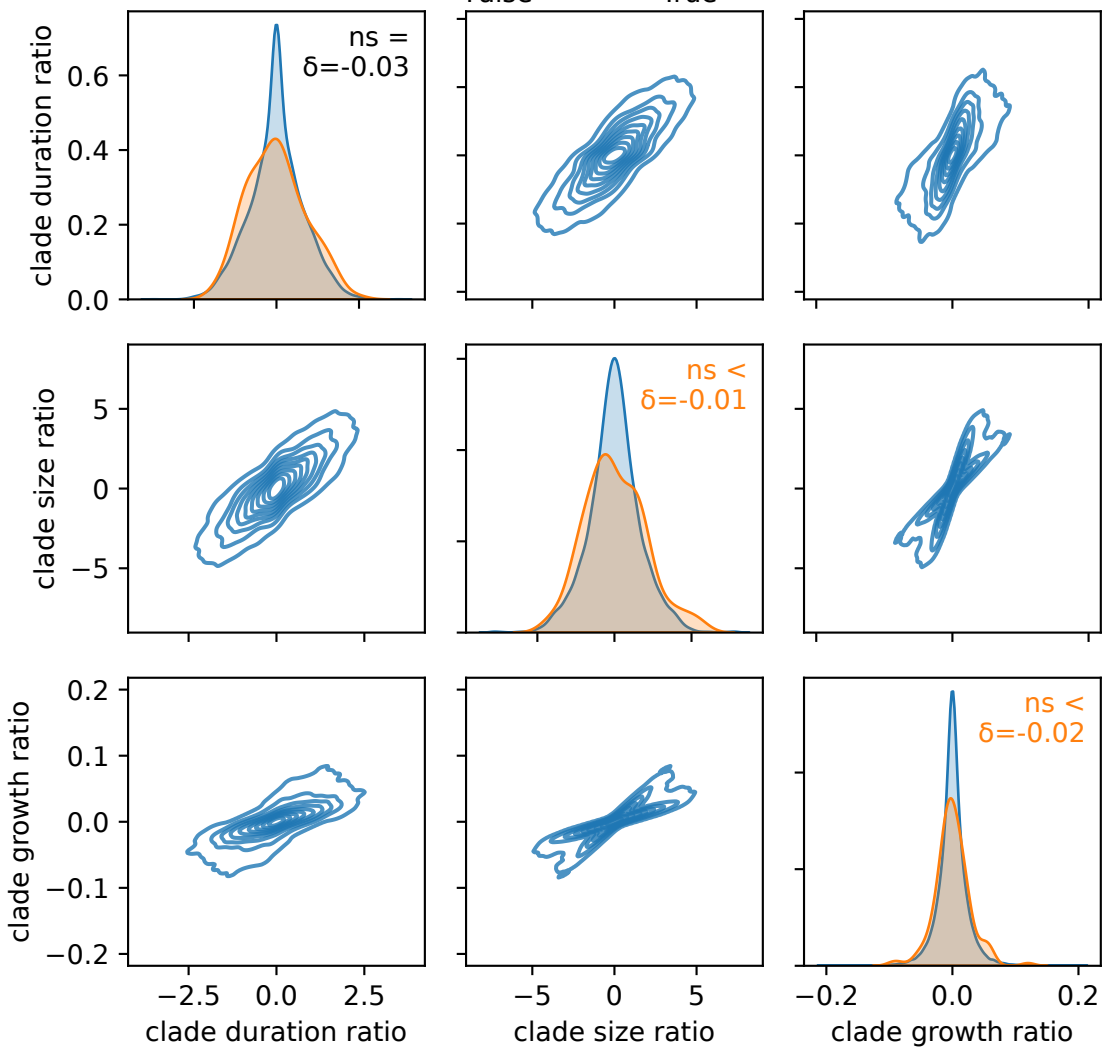 clade duration ratio
0.6
0.4
0.2
0.0
ns =
δ=-0.03
clade size ratio
5
0
−5
ns <
δ=-0.01
clade growth ratio
0.2
0.1
0.0
−0.1
−0.2
ns <
δ=-0.02
−2.5 0.0 2.5
−5 0 5
−0.2 0.0 0.2
clade duration ratio
clade size ratio
clade growth ratio